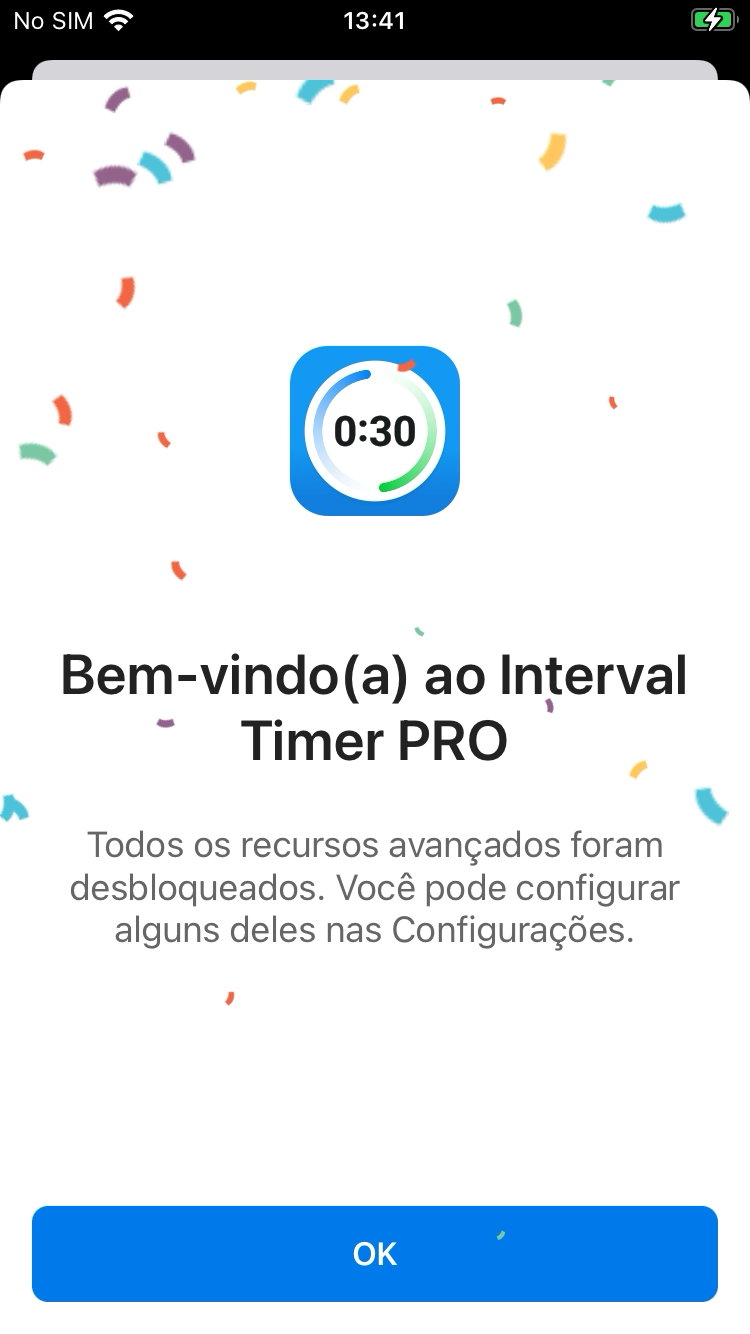 No SIM 13:41
0:30
Bem-vindo(a) ao Interval
Timer PRO
Todos os recursos avançados foram
desbloqueados. Você pode configurar
alguns deles nas Configurações.
OK